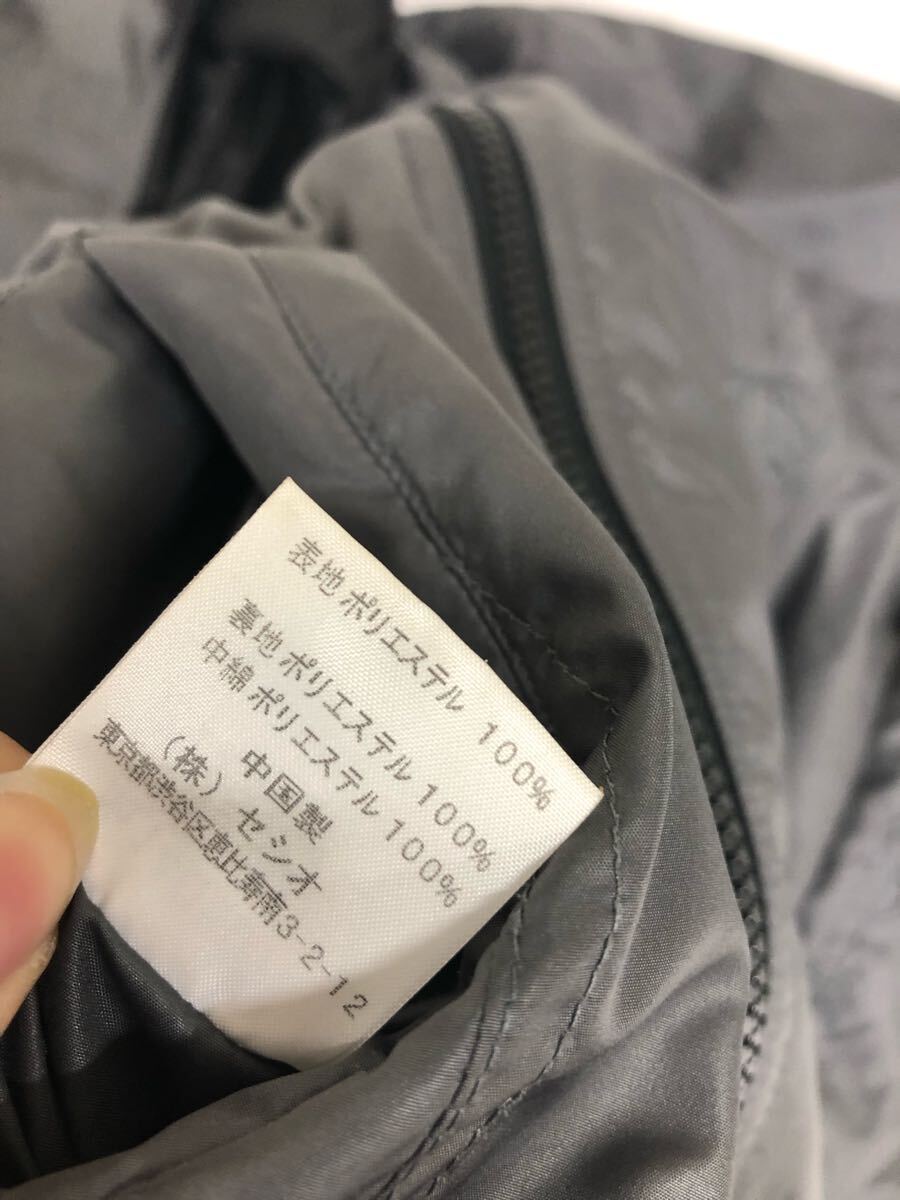 表地 ポリエステル 100%
裏地 ポリエステル 100%
中綿 ポリエステル 100%
中国製
(株) セシオ
東京都渋谷区恵比寿南3-2-12